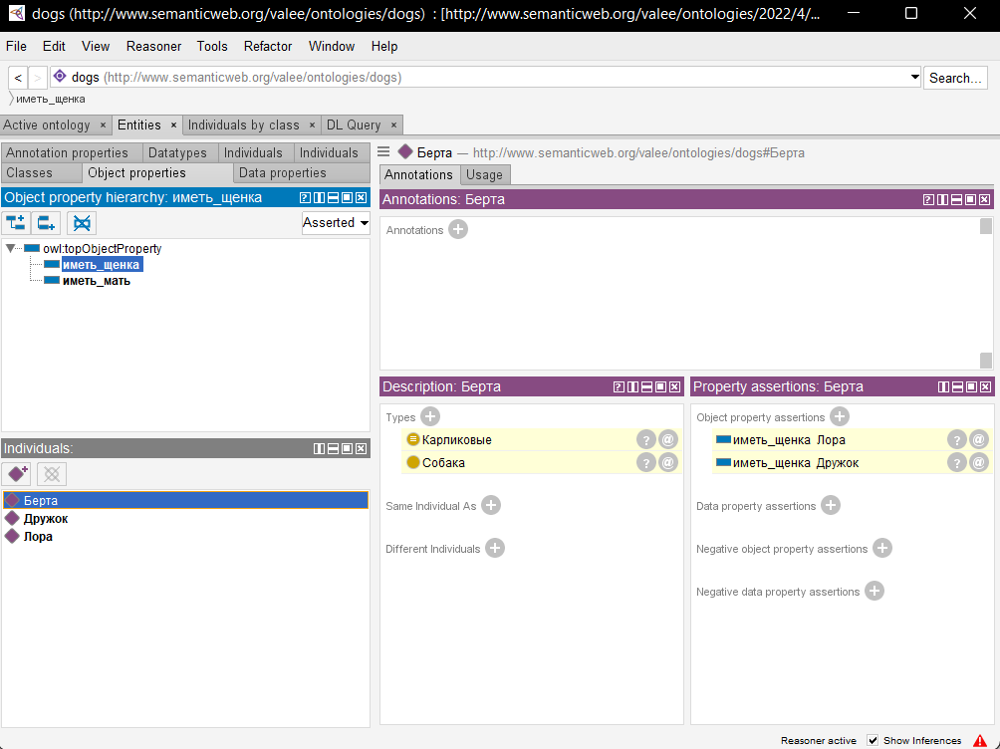 dogs (http://www.semanticweb.org/valee/ontologies/dogs) : [http://www.semanticweb.org/valee/ontologies/2022/4/...
File Edit View Reasoner Tools Refactor Window Help
< > dogs (http://www.semanticweb.org/valee/ontologies/dogs) Search...
иметь_щенка
Active ontology × Entities × Individuals by class × DL Query ×
Annotation properties Datatypes Individuals Individuals
Classes Object properties Data properties
Object property hierarchy: иметь_щенка
Asserted
owl:topObjectProperty
иметь_щенка
иметь_мать
Individuals:
Берта
Дружок
Лора
Берта — http://www.semanticweb.org/valee/ontologies/dogs#Берта
Annotations Usage
Annotations: Берта
Annotations
Description: Берта
Types
Карликовые
Собака
Same Individual As
Different Individuals
Property assertions: Берта
Object property assertions
иметь_щенка Лора
иметь_щенка Дружок
Data property assertions
Negative object property assertions
Negative data property assertions
Reasoner active Show Inferences